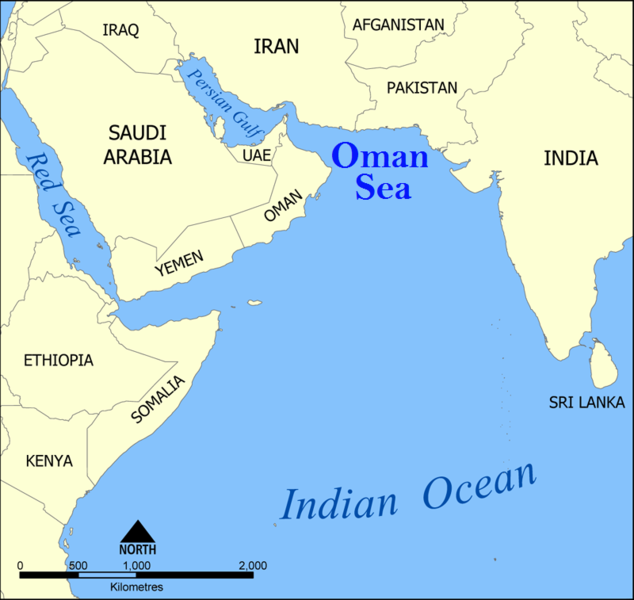 IRAQ
IRAN
AFGHANISTAN
PAKISTAN
Persian Gulf
SAUDI
ARABIA
UAE
Oman
Sea
INDIA
Red Sea
OMAN
YEMEN
ETHIOPIA
SOMALIA
SRI LANKA
KENYA
Indian Ocean
NORTH
0 500 1,000 2,000
Kilometres